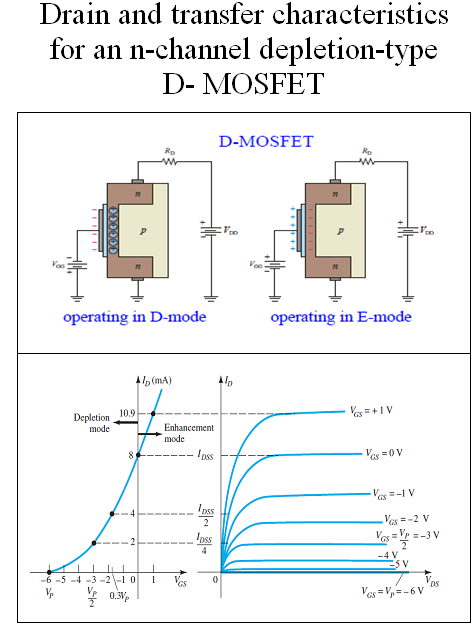 Drain and transfer characteristics
for an n-channel depletion-type
D- MOSFET
D-MOSFET
R_D
R_D
n
n
+
+
p
V_DD
p
V_DD
V_GG
V_GG
n
n
operating in D-mode
operating in E-mode
I_D (mA)
I_D
Depletion
mode
10.9
Enhancement
mode
V_GS = + 1 V
8
I_DSS
V_GS = 0 V
V_GS = -1 V
4
I_DSS
2
V_GS = -2 V
2
I_DSS
4
V_GS = V_P
2
= -3 V
-4 V
-5 V
-6 -5 -4 -3 -2 -1 0 1 V_GS
0
V_DS
V_P
V_P
2
0.3V_P
V_GS = V_P = - 6 V